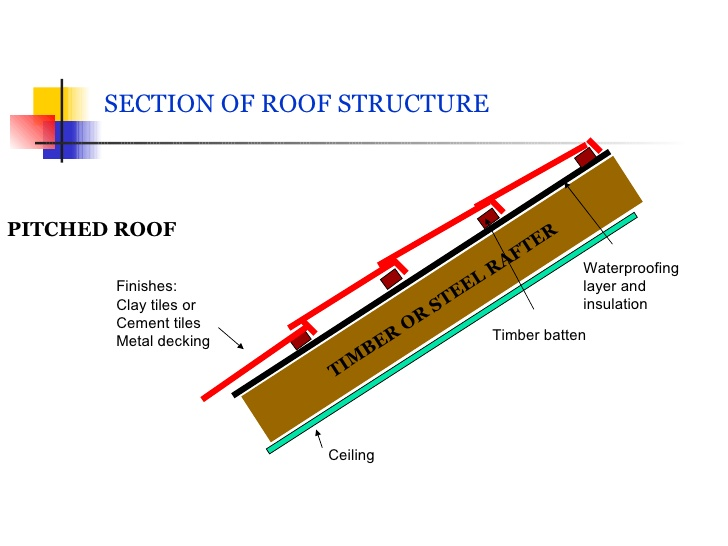 SECTION OF ROOF STRUCTURE
PITCHED ROOF
Finishes:
Clay tiles or
Cement tiles
Metal decking
TIMBER OR STEEL RAFTER
Waterproofing
layer and
insulation
Timber batten
Ceiling